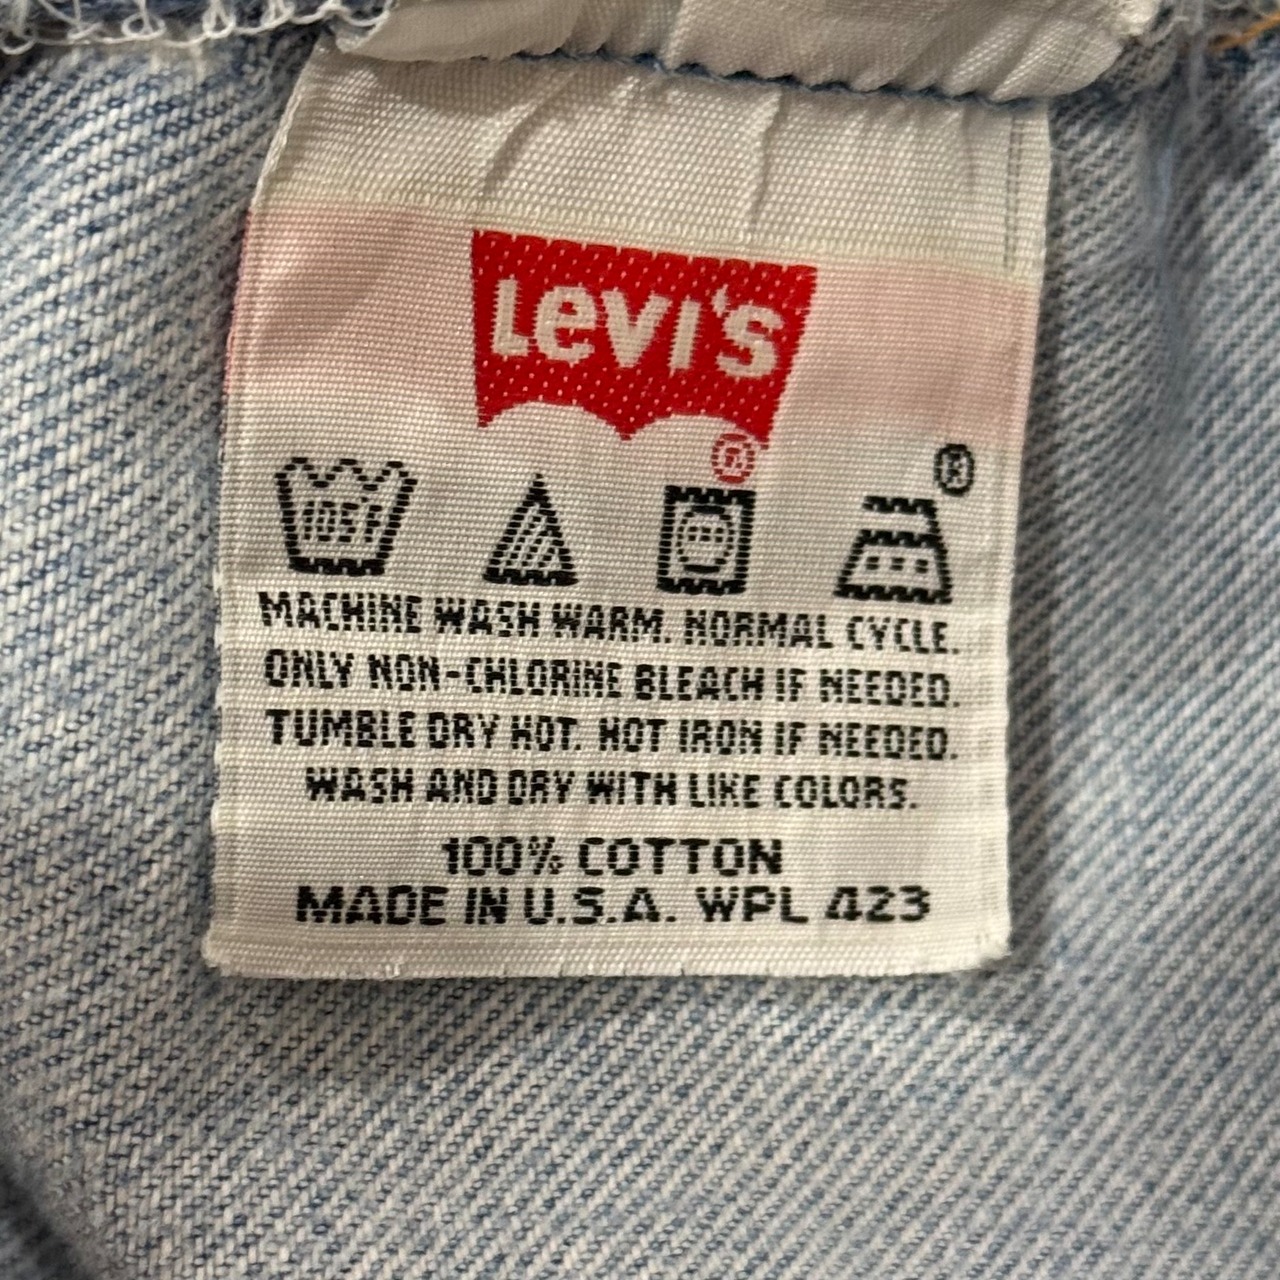 Levi's
®
®
105F
MACHINE WASH WARM. NORMAL CYCLE.
ONLY NON-CHLORINE BLEACH IF NEEDED.
TUMBLE DRY HOT. HOT IRON IF NEEDED.
WASH AND DRY WITH LIKE COLORS.
100% COTTON
MADE IN U.S.A. WPL 423